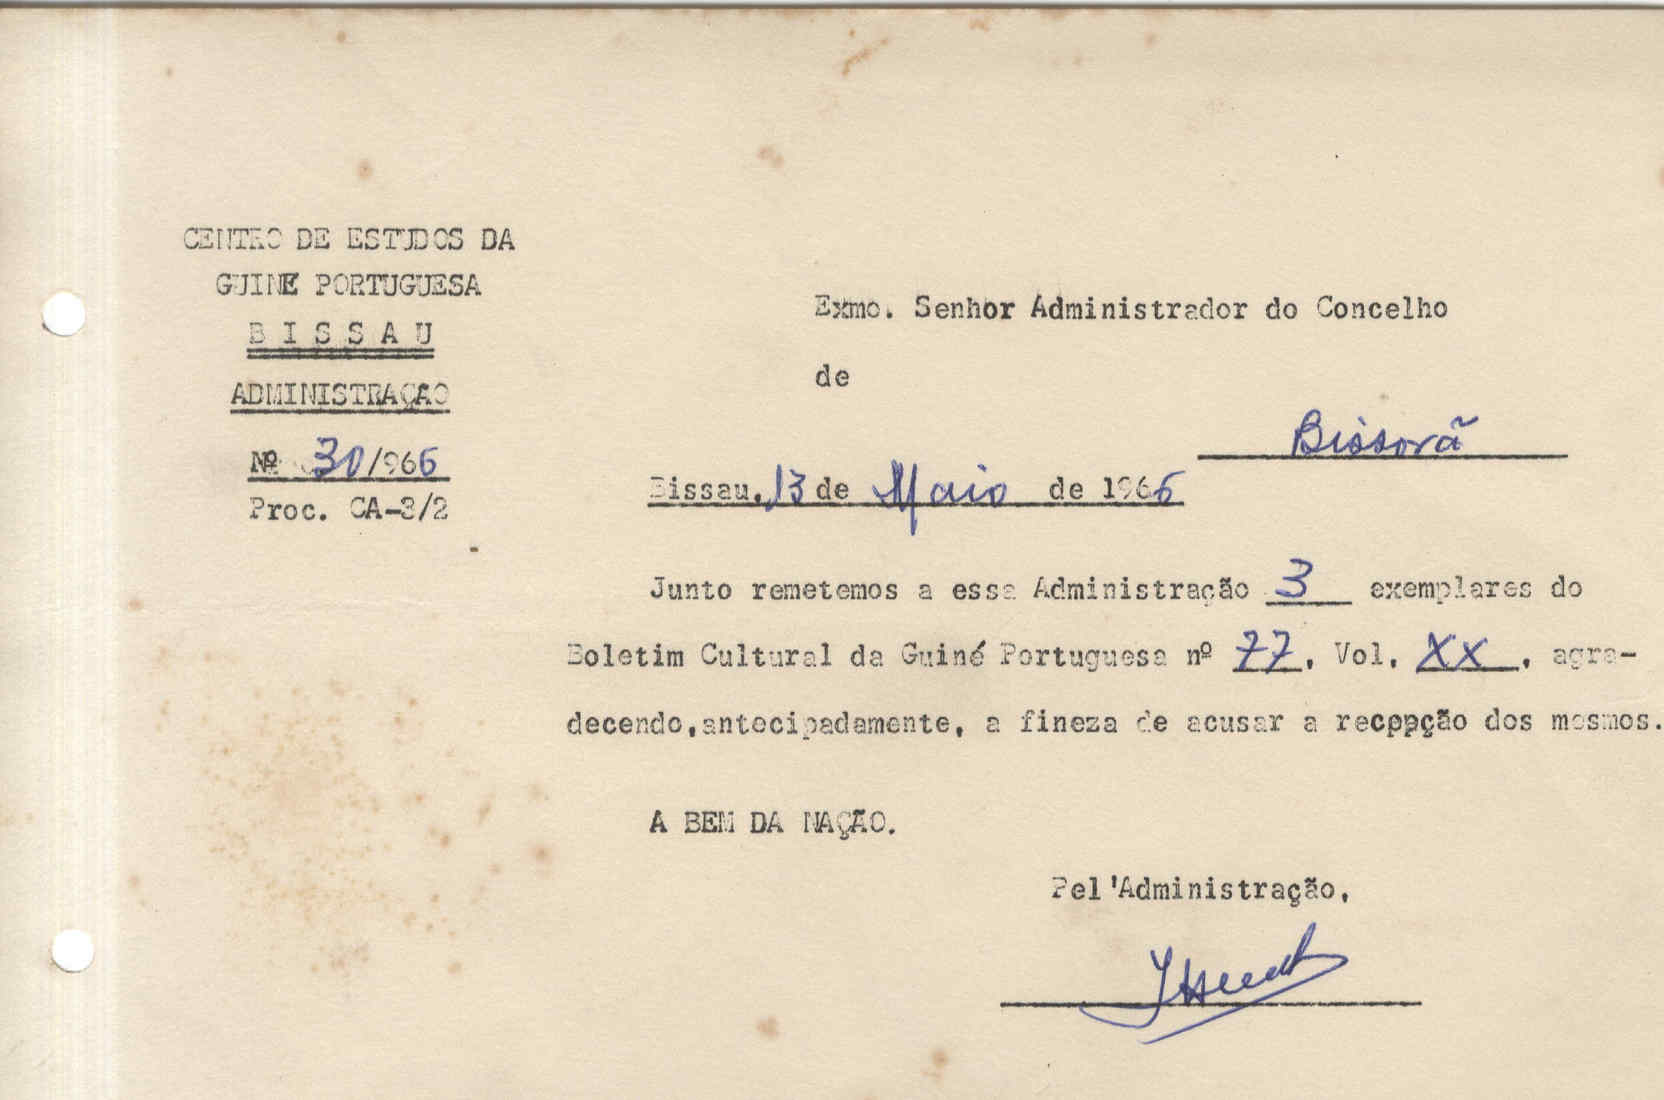 CENTRO DE ESTUDOS DA
GUINE PORTUGUESA
B I S S A U
ADMINISTRAÇAO
Nº 30/966
Proc. CA-3/2
Exmo. Senhor Administrador do Concelho
de
Bissorã
Bissau, 13 de Maio de 1966
Junto remetemos a essa Administração 3 exemplares do
Boletim Cultural da Guiné Portuguesa nº 77, Vol. XX, agra-
decendo, antecipadamente, a fineza de acusar a recepção dos mesmos.
A BEM DA NAÇÃO.
Pel'Administração,